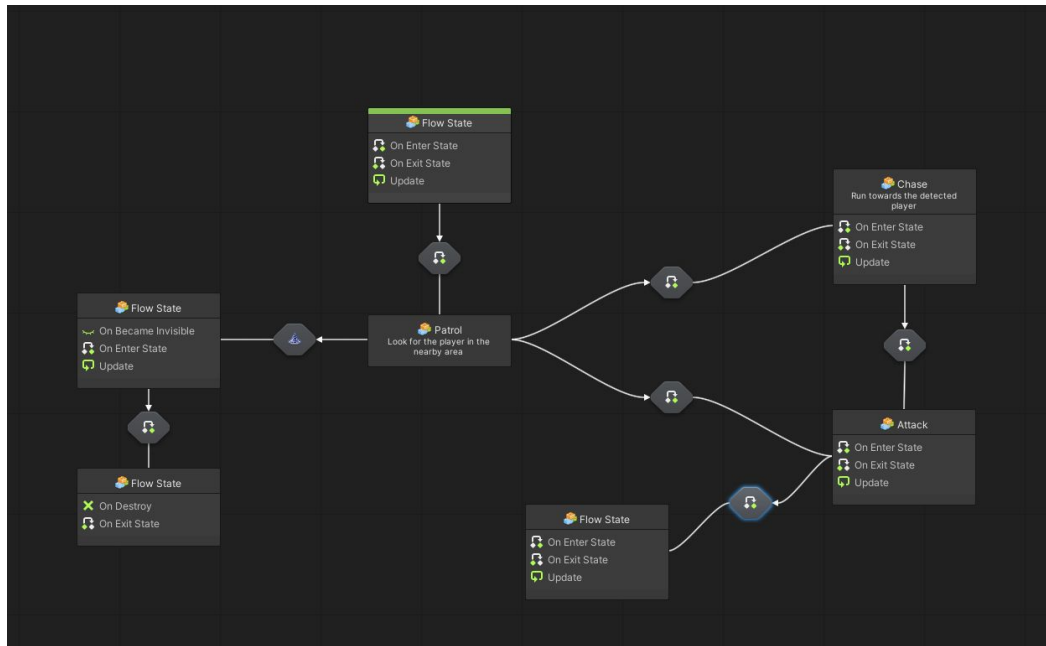 Flow State
On Enter State
On Exit State
Update
Chase
Run towards the detected
player
On Enter State
On Exit State
Update
Flow State
On Became Invisible
On Enter State
Update
Patrol
Look for the player in the
nearby area
Attack
On Enter State
On Exit State
Update
Flow State
On Destroy
On Exit State
Flow State
On Enter State
On Exit State
Update